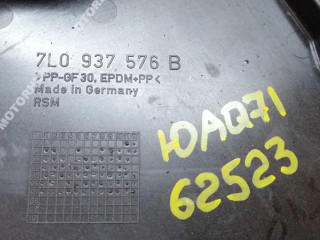 7L0 937 576 B
>PP-GF30, EPDM+PP<
Made in Germany
RSM
ЮAQ71
62523